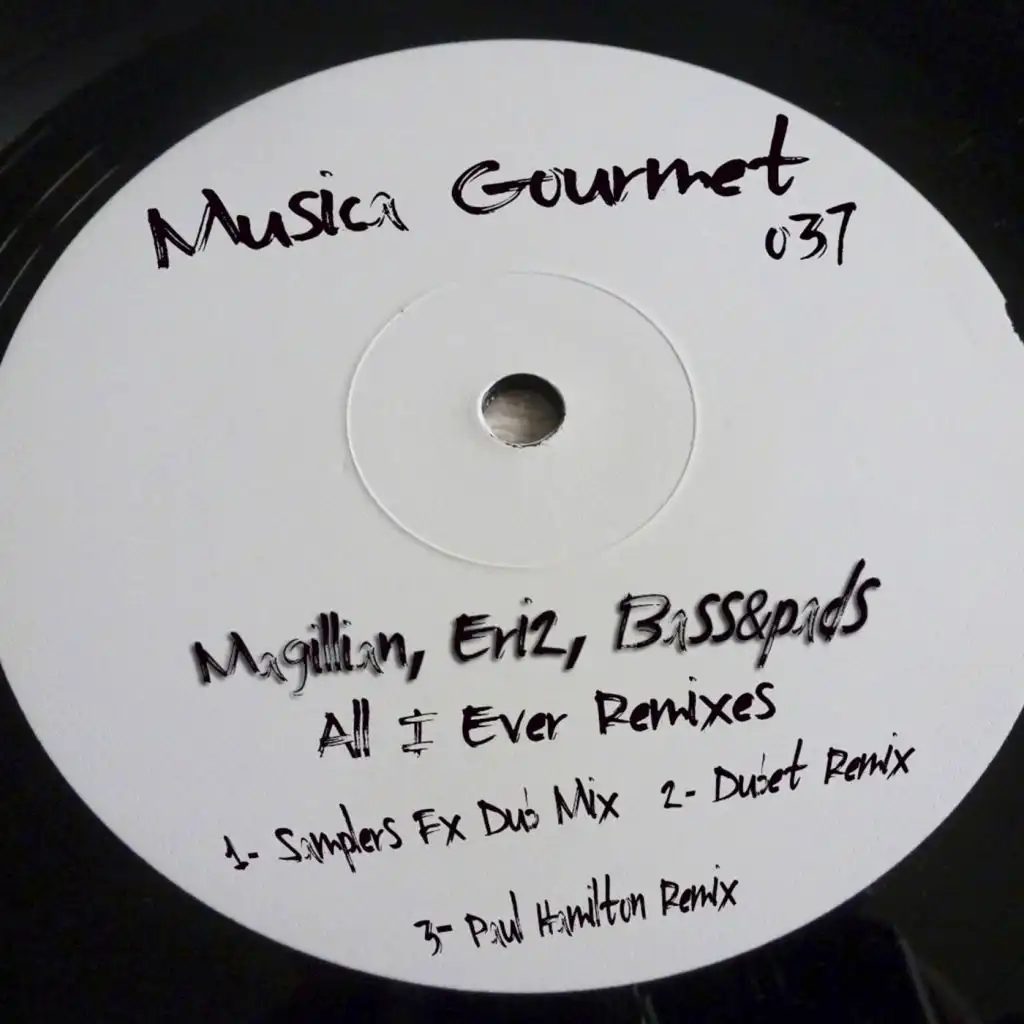 Musica Gourmet
037
Magillian, Eri2, Bass&pads
All I Ever Remixes
1- Samplers Ex Dub Mix 2- Dubet Remix
3- Paul Hamilton Remix